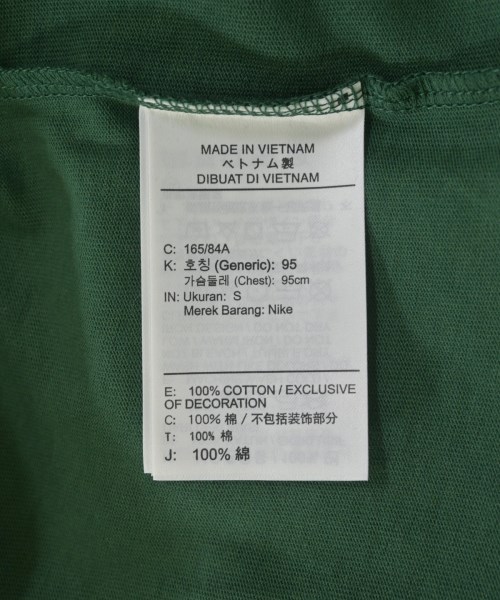 MADE IN VIETNAM
ベトナム製
DIBUAT DI VIETNAM
C: 165/84A
K: 호칭 (Generic): 95
가슴둘레 (Chest): 95cm
IN: Ukuran: S
Merek Barang: Nike
E: 100% COTTON / EXCLUSIVE
OF DECORATION
C: 100% 棉 / 不包括装饰部分
T: 100% 棉
J: 100% 綿